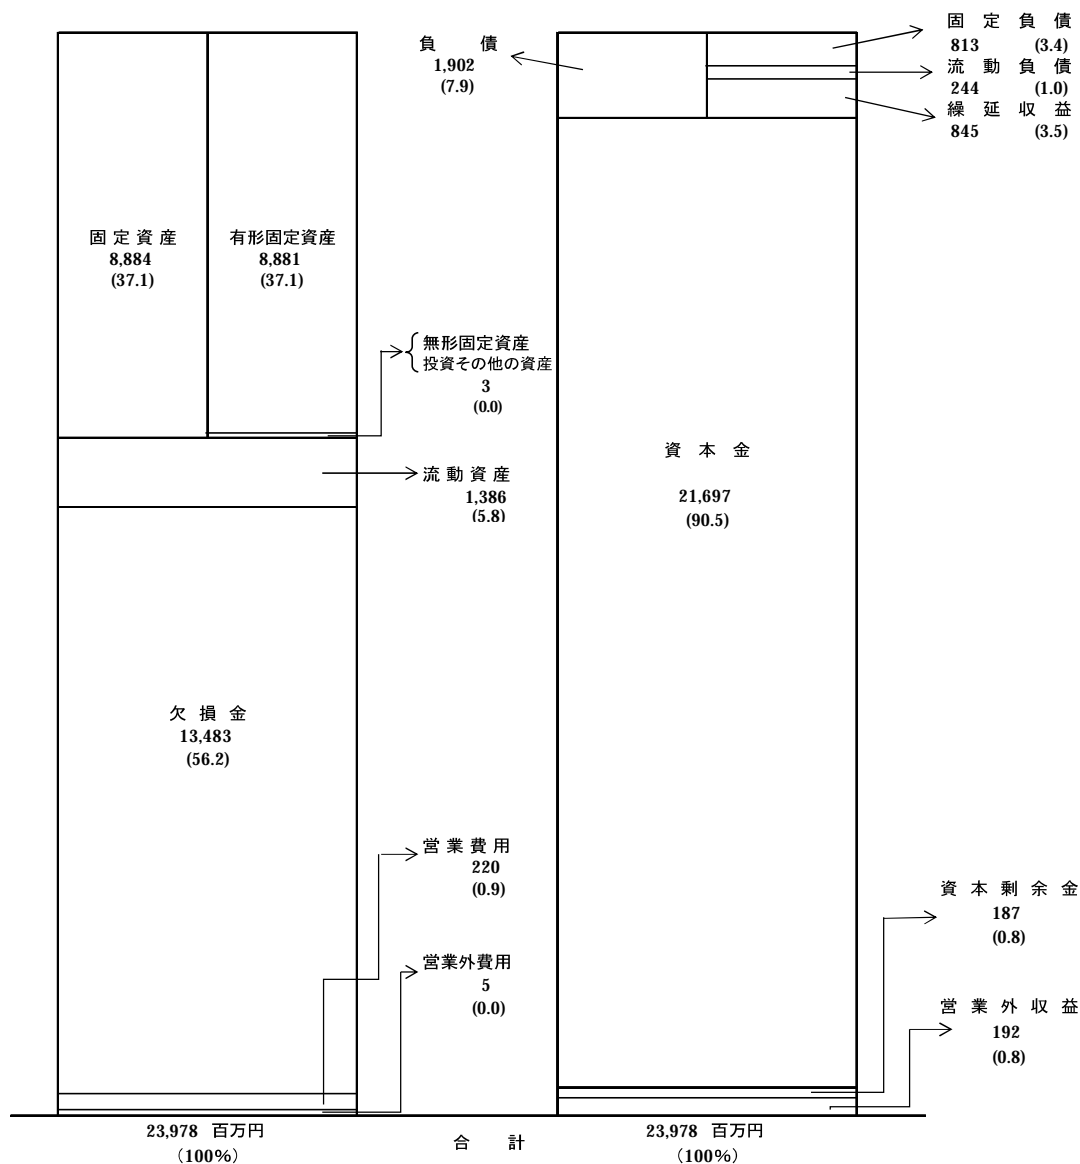 固定資産
8,884
(37.1)
有形固定資産
8,881
(37.1)
無形固定資産
投資その他の資産
3
(0.0)
流動資産
1,386
(5.8)
欠損金
13,483
(56.2)
営業費用
220
(0.9)
営業外費用
5
(0.0)
23,978 百万円
(100%)
合計
負債
1,902
(7.9)
固定負債
813 (3.4)
流動負債
244 (1.0)
繰延収益
845 (3.5)
資本金
21,697
(90.5)
資本剰余金
187
(0.8)
営業外収益
192
(0.8)
23,978 百万円
(100%)